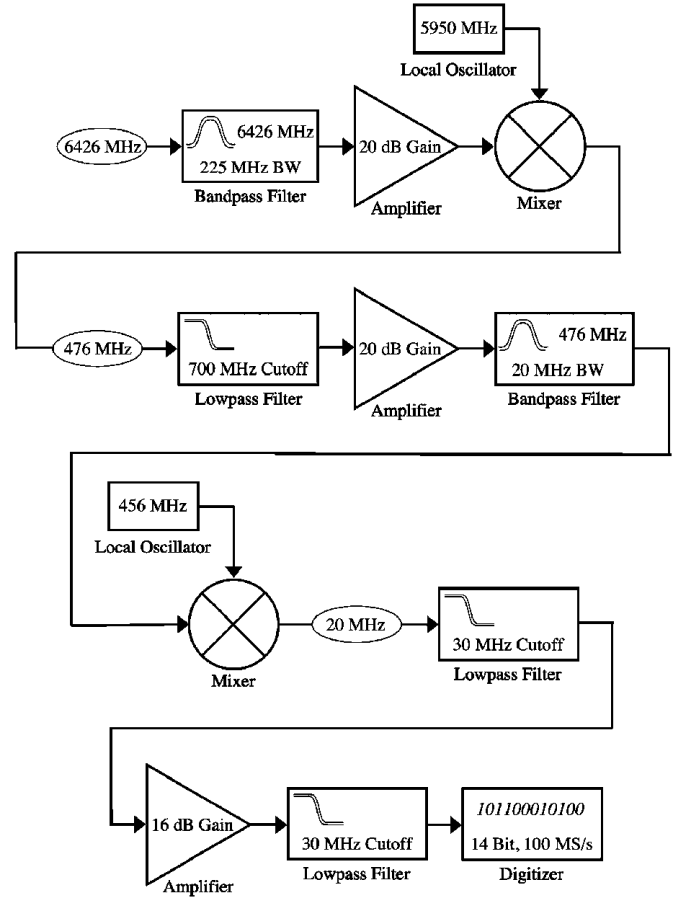 5950 MHz
Local Oscillator
6426 MHz
6426 MHz
225 MHz BW
Bandpass Filter
20 dB Gain
Amplifier
Mixer
476 MHz
700 MHz Cutoff
Lowpass Filter
20 dB Gain
Amplifier
476 MHz
20 MHz BW
Bandpass Filter
456 MHz
Local Oscillator
Mixer
20 MHz
30 MHz Cutoff
Lowpass Filter
16 dB Gain
Amplifier
30 MHz Cutoff
Lowpass Filter
101100010100
14 Bit, 100 MS/s
Digitizer